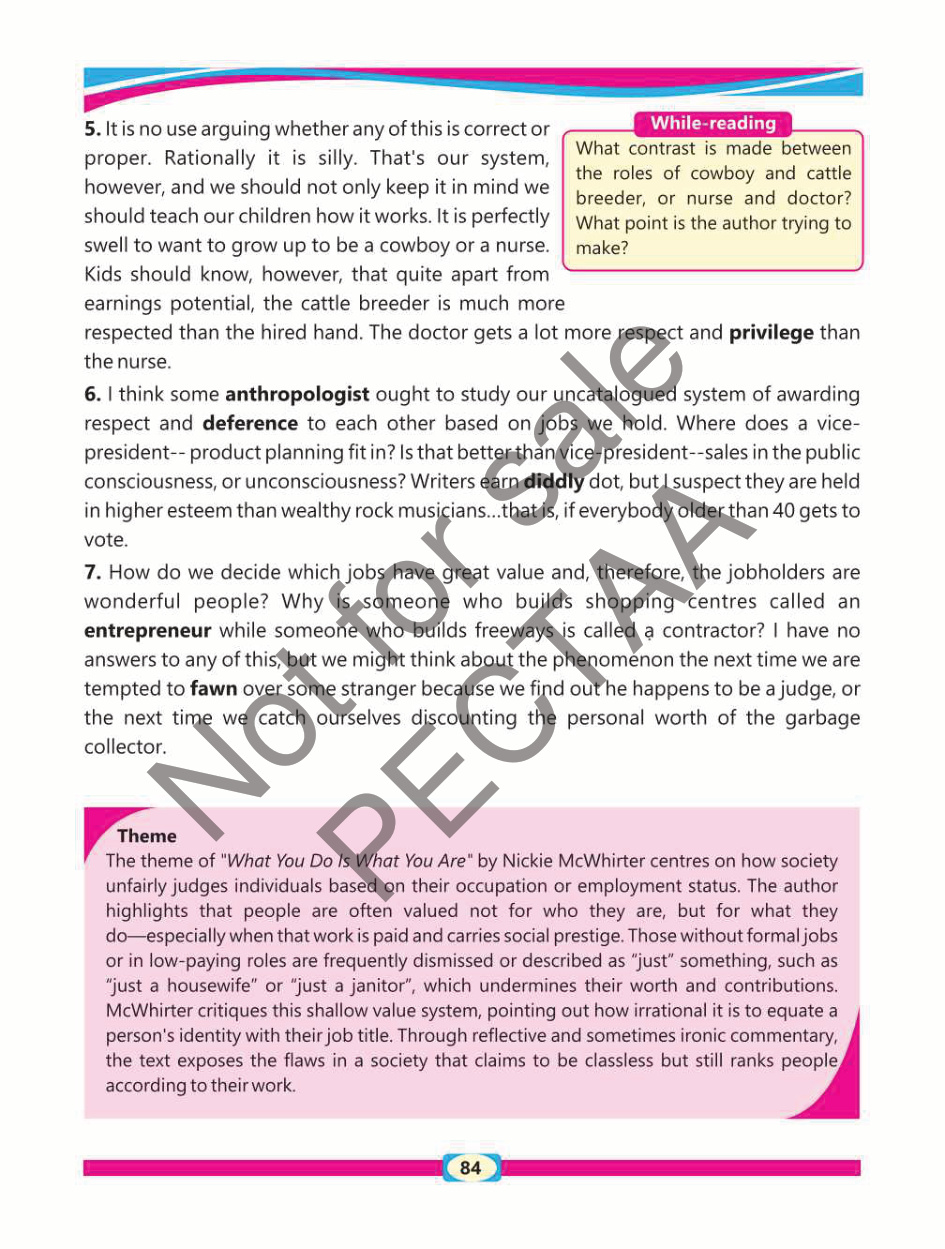 5. It is no use arguing whether any of this is correct or
proper. Rationally it is silly. That's our system,
however, and we should not only keep it in mind we
should teach our children how it works. It is perfectly
swell to want to grow up to be a cowboy or a nurse.
Kids should know, however, that quite apart from
earnings potential, the cattle breeder is much more
respected than the hired hand. The doctor gets a lot more respect and privilege than
the nurse.
While-reading
What contrast is made between
the roles of cowboy and cattle
breeder, or nurse and doctor?
What point is the author trying to
make?
6. I think some anthropologist ought to study our uncatalogued system of awarding
respect and deference to each other based on jobs we hold. Where does a vice-
president-- product planning fit in? Is that better than vice-president--sales in the public
consciousness, or unconsciousness? Writers earn diddly dot, but I suspect they are held
in higher esteem than wealthy rock musicians...that is, if everybody older than 40 gets to
vote.
7. How do we decide which jobs have great value and, therefore, the jobholders are
wonderful people? Why is someone who builds shopping centres called an
entrepreneur while someone who builds freeways is called a contractor? I have no
answers to any of this, but we might think about the phenomenon the next time we are
tempted to fawn over some stranger because we find out he happens to be a judge, or
the next time we catch ourselves discounting the personal worth of the garbage
collector.
Not for sale
PECTAA
Theme
The theme of "What You Do Is What You Are" by Nickie McWhirter centres on how society
unfairly judges individuals based on their occupation or employment status. The author
highlights that people are often valued not for who they are, but for what they
do—especially when that work is paid and carries social prestige. Those without formal jobs
or in low-paying roles are frequently dismissed or described as “just” something, such as
“just a housewife” or “just a janitor”, which undermines their worth and contributions.
McWhirter critiques this shallow value system, pointing out how irrational it is to equate a
person's identity with their job title. Through reflective and sometimes ironic commentary,
the text exposes the flaws in a society that claims to be classless but still ranks people
according to their work.
84